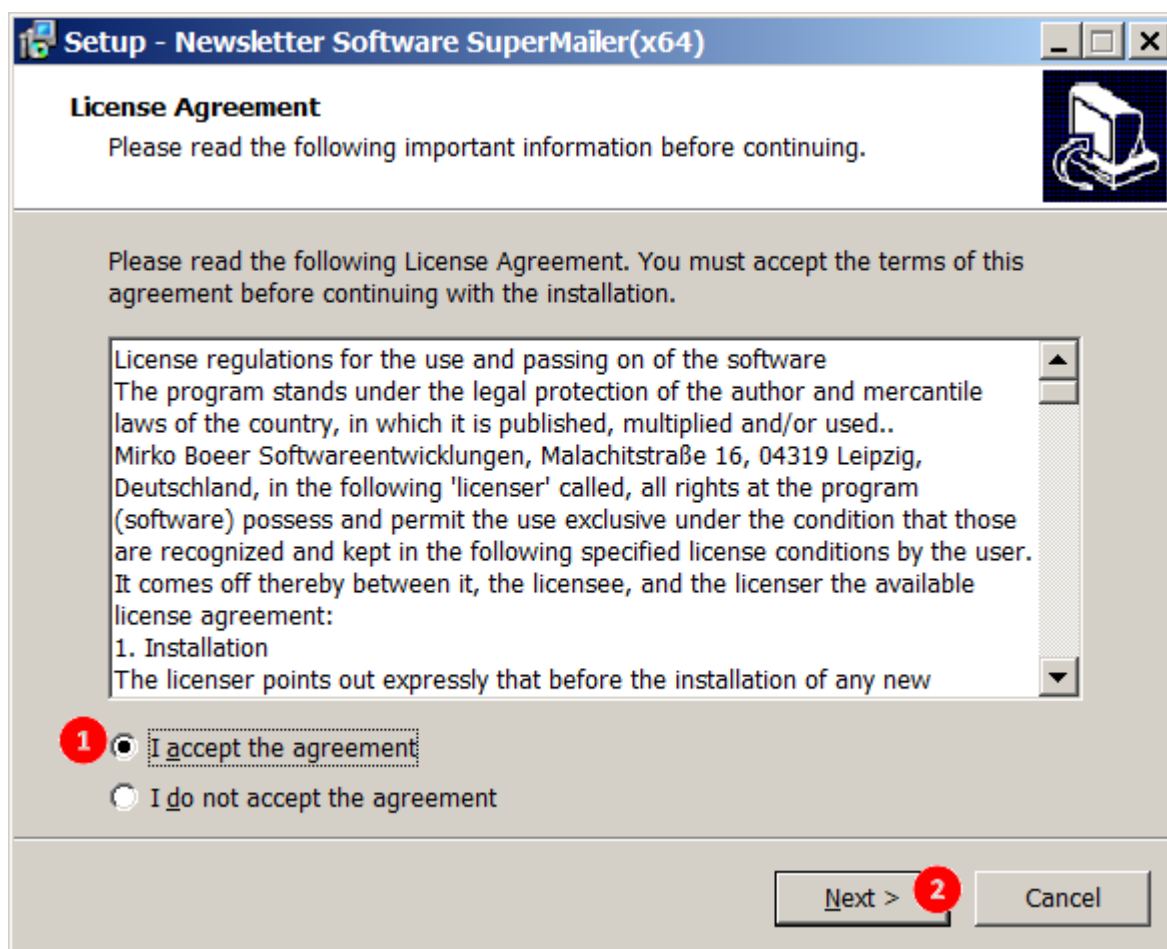 Setup - Newsletter Software SuperMailer(x64)
License Agreement
Please read the following important information before continuing.
Please read the following License Agreement. You must accept the terms of this
agreement before continuing with the installation.
License regulations for the use and passing on of the software
The program stands under the legal protection of the author and mercantile
laws of the country, in which it is published, multiplied and/or used..
Mirko Boeer Softwareentwicklungen, Malachitstraße 16, 04319 Leipzig,
Deutschland, in the following 'licenser' called, all rights at the program
(software) possess and permit the use exclusive under the condition that those
are recognized and kept in the following specified license conditions by the user.
It comes off thereby between it, the licensee, and the licenser the available
license agreement:
1. Installation
The licenser points out expressly that before the installation of any new
1 I accept the agreement
I do not accept the agreement
Next > 2 Cancel